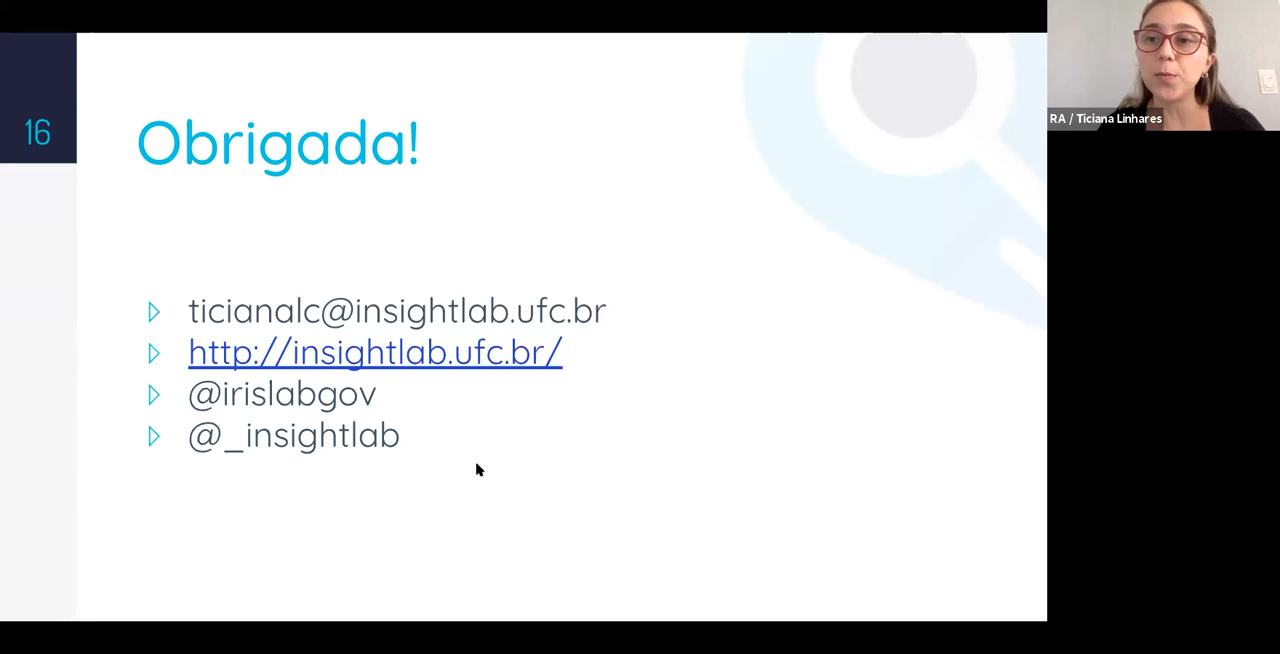 16
Obrigada!
ticianalc@insightlab.ufc.br
http://insightlab.ufc.br/
@irislabgov
@_insightlab
RA / Ticiana Linhares